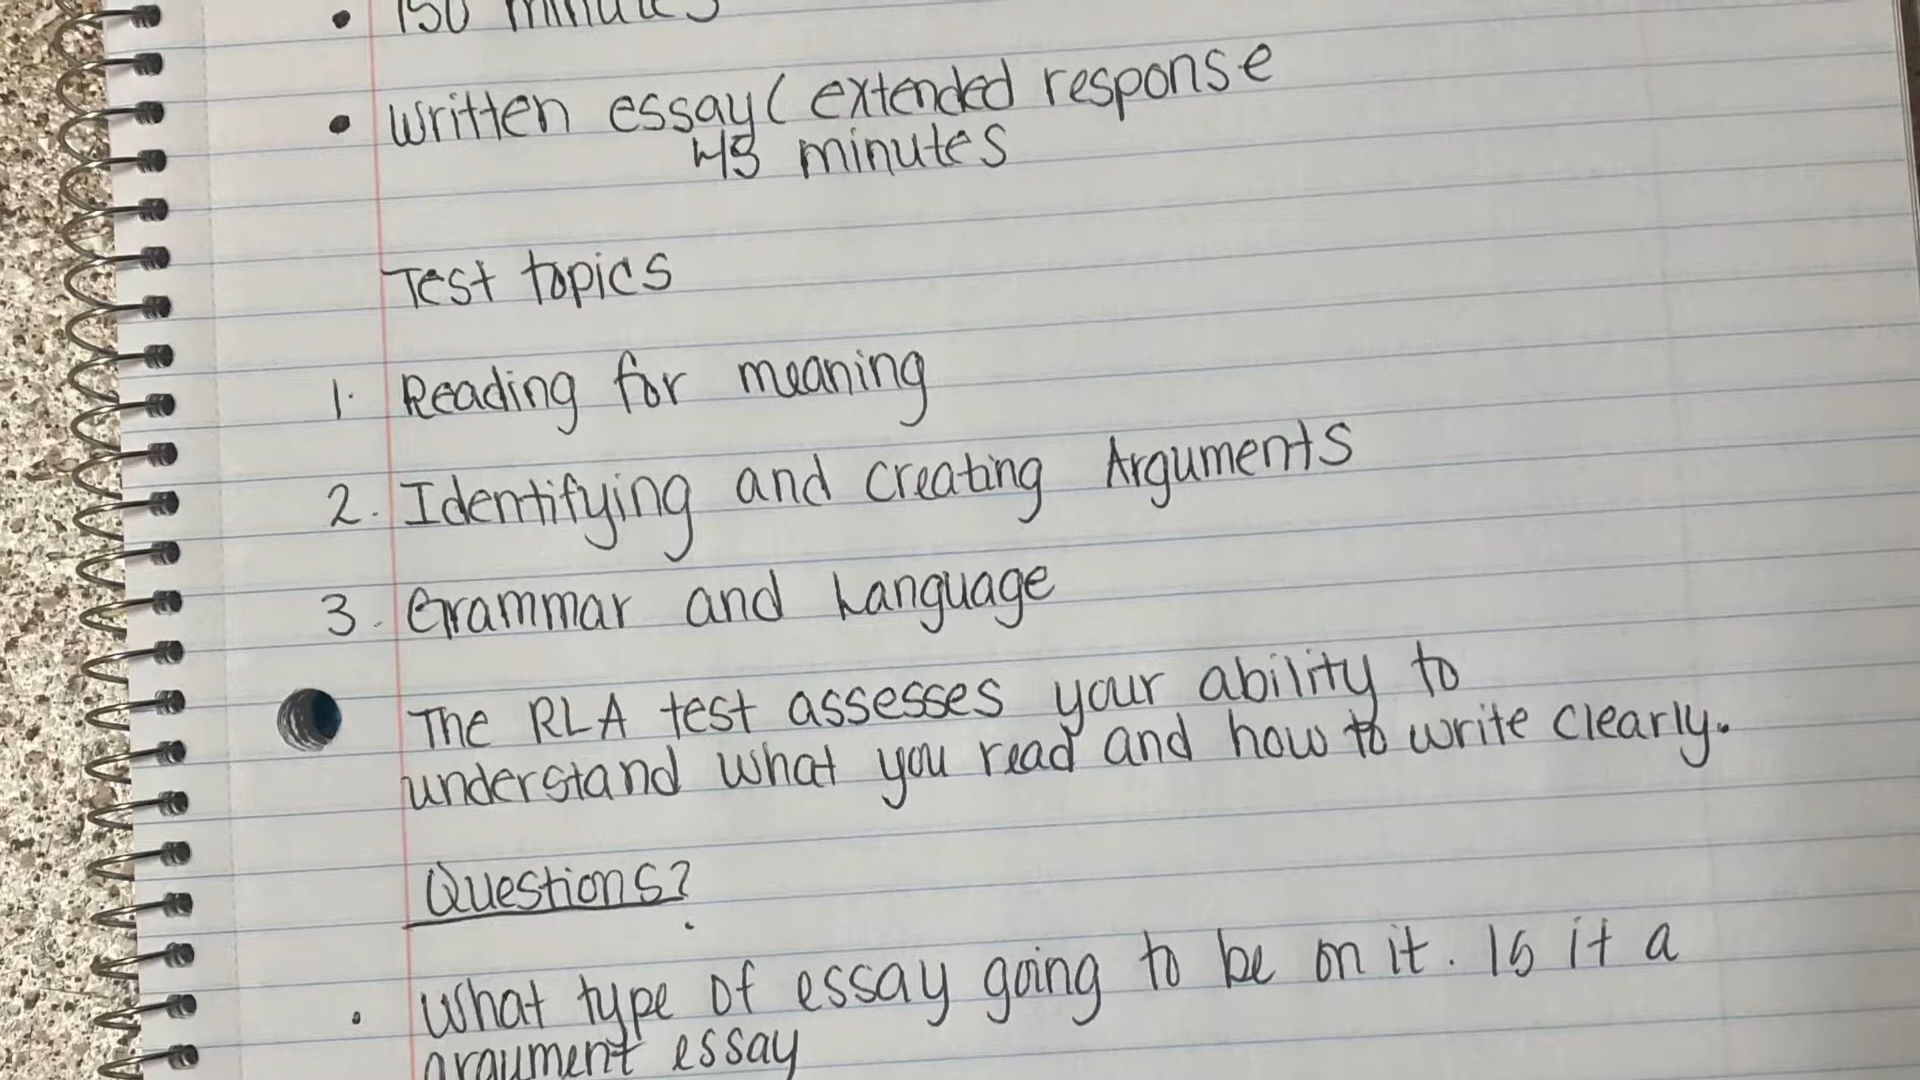 • 150 minutes
• written essay ( extended response
45 minutes
Test topics
1. Reading for meaning
2. Identifying and creating Arguments
3. Grammar and Language
The RLA test assesses your ability to
understand what you read and how to write clearly.
Questions?
• What type of essay going to be on it. Is it a
argument essay